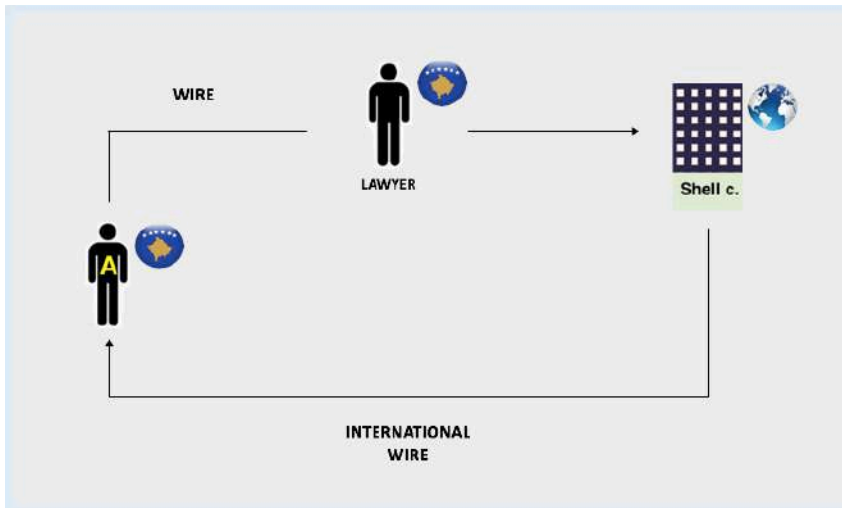 WIRE
LAWYER
Shell c.
A
INTERNATIONAL
WIRE